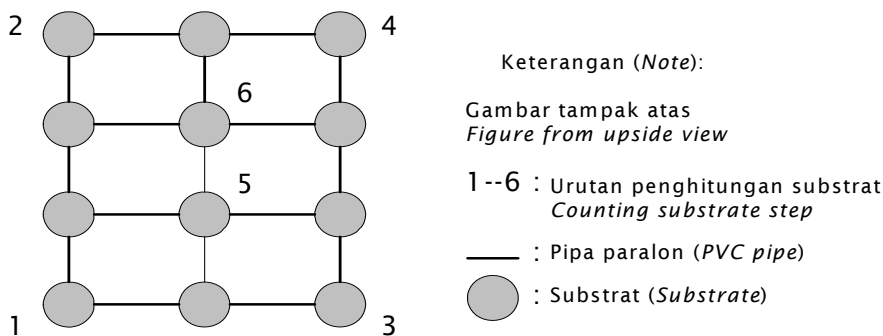 2
4
6
5
1
3
Keterangan (Note):
Gambar tampak atas
Figure from upside view
1--6 : Urutan penghitungan substrat
Counting substrate step
: Pipa paralon (PVC pipe)
: Substrat (Substrate)